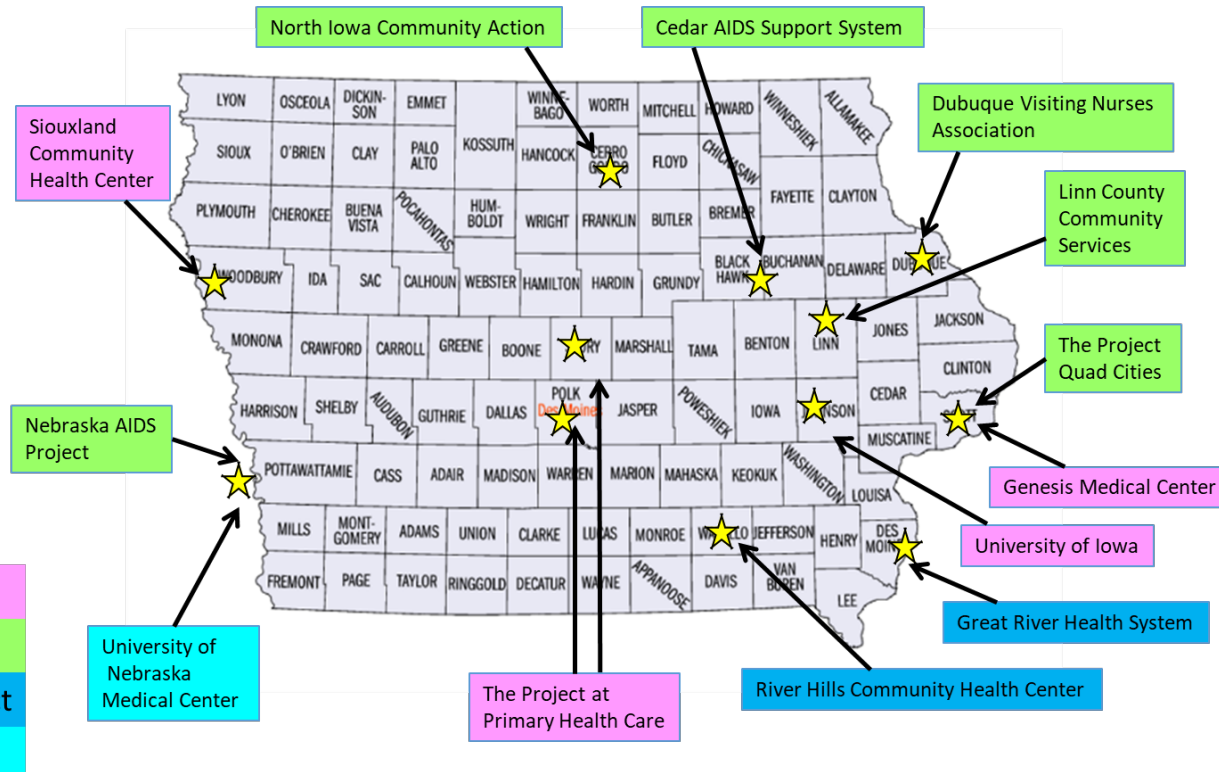 North Iowa Community Action
Cedar AIDS Support System
Dubuque Visiting Nurses
Association
Siouxland
Community
Health Center
Linn County
Community
Services
The Project
Quad Cities
Nebraska AIDS
Project
Genesis Medical Center
University of Iowa
Great River Health System
River Hills Community Health Center
The Project at
Primary Health Care
University of
Nebraska
Medical Center
t
LYON
OSCEOLA
DICKIN-
SON
EMMET
WINNE-
BAGO
WORTH
MITCHELL
HOWARD
WINNESHIEK
ALLAMAKEE
SIOUX
O'BRIEN
CLAY
PALO
ALTO
KOSSUTH
HANCOCK
CERRO
FLOYD
CHICKASAW
FAYETTE
CLAYTON
PLYMOUTH
CHEROKEE
BUENA
VISTA
POCAHONTAS
HUM-
BOLDT
WRIGHT
FRANKLIN
BUTLER
BREMER
WOODBURY
IDA
SAC
CALHOUN
WEBSTER
HAMILTON
HARDIN
GRUNDY
BLACK
HAWK
BUCHANAN
DELAWARE
MONONA
CRAWFORD
CARROLL
GREENE
BOONE
MARSHALL
TAMA
BENTON
LINN
JONES
JACKSON
CLINTON
HARRISON
SHELBY
AUDUBON
GUTHRIE
DALLAS
POLK
Des Moines
JASPER
POWESHIEK
IOWA
CEDAR
MUSCATINE
POTTAWATTAMIE
CASS
ADAIR
MADISON
WARREN
MARION
MAHASKA
KEOKUK
WASHINGTON
LOUISA
MILLS
MONT-
GOMERY
ADAMS
UNION
CLARKE
LUCAS
MONROE
JEFFERSON
HENRY
DES
MOIN
FREMONT
PAGE
TAYLOR
RINGGOLD
DECATUR
WAYNE
APPANOOSE
DAVIS
VAN
BUREN
LEE